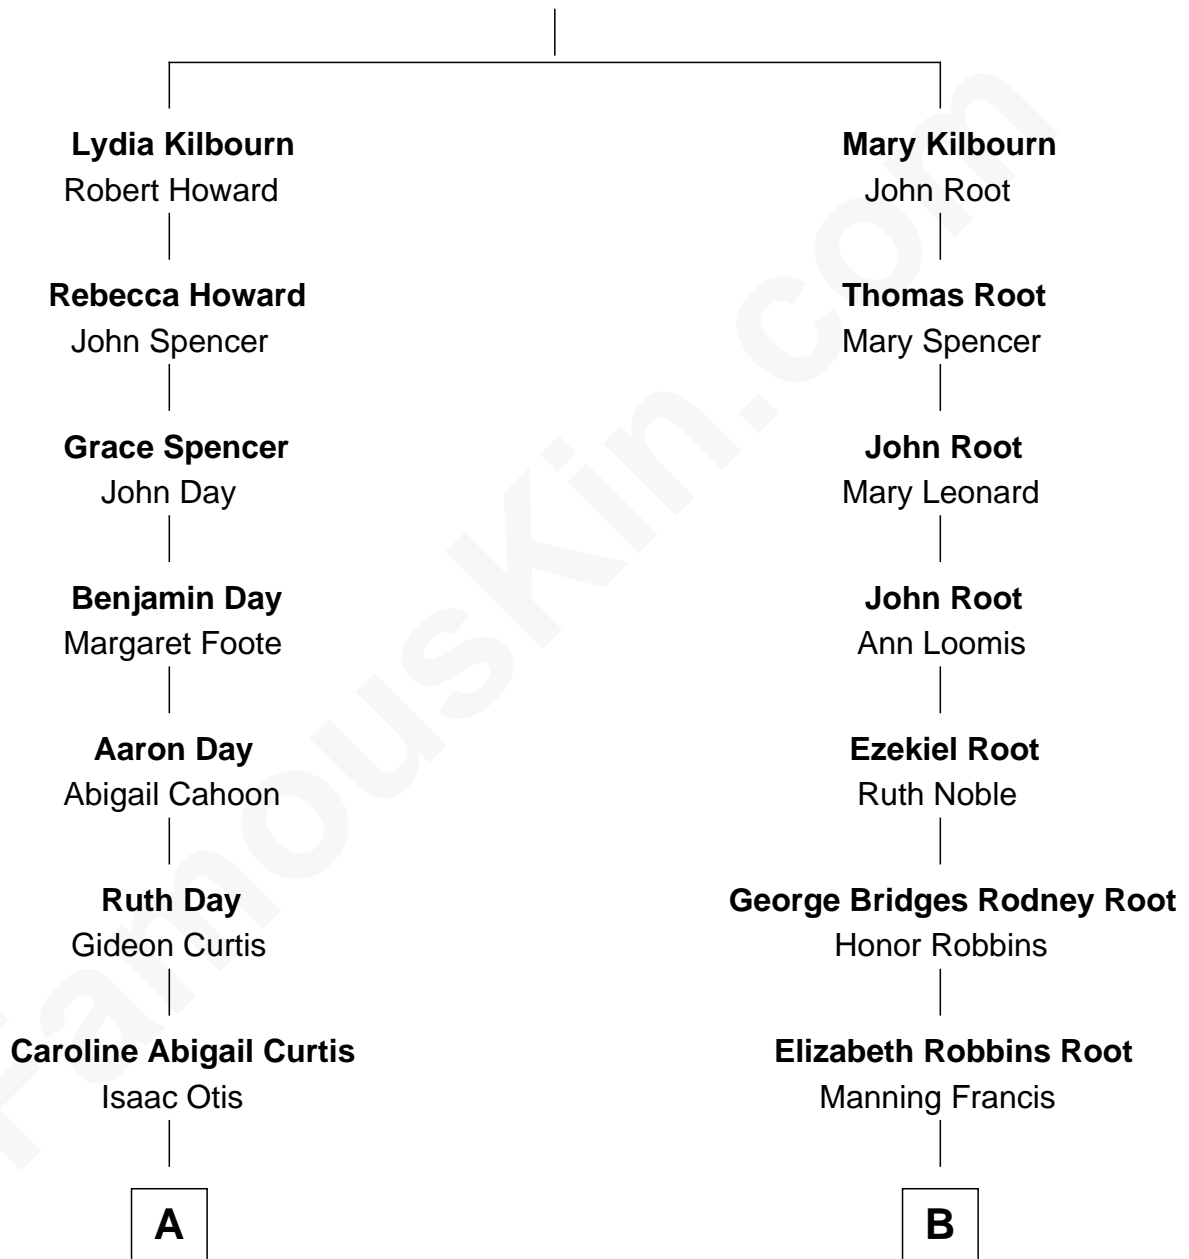 Lydia Kilbourn
Robert Howard
Rebecca Howard
John Spencer
Grace Spencer
John Day
Benjamin Day
Margaret Foote
Aaron Day
Abigail Cahoon
Ruth Day
Gideon Curtis
Caroline Abigail Curtis
Isaac Otis
A
Mary Kilbourn
John Root
Thomas Root
Mary Spencer
John Root
Mary Leonard
John Root
Ann Loomis
Ezekiel Root
Ruth Noble
George Bridges Rodney Root
Honor Robbins
Elizabeth Robbins Root
Manning Francis
B
FamousKin.com